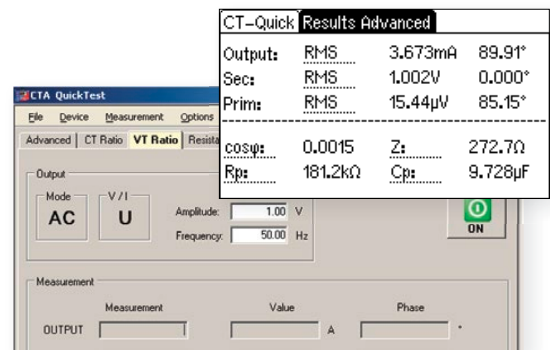 CT-Quick Results Advanced
Output: RMS 3.673mA 89.91°
Sec: RMS 1.002V 0.000°
Prim: RMS 15.44µV 85.15°
cosφ: 0.0015 Z: 272.7Ω
Rp: 181.2kΩ Cp: 9.728µF
CTA QuickTest
File Device Measurement Options
Advanced CT Ratio VT Ratio Resista
Output
Mode V / I
AC U
Amplitude: 1.00 V
Frequency: 50.00 Hz
ON
Measurement
Measurement Value Phase
OUTPUT A °